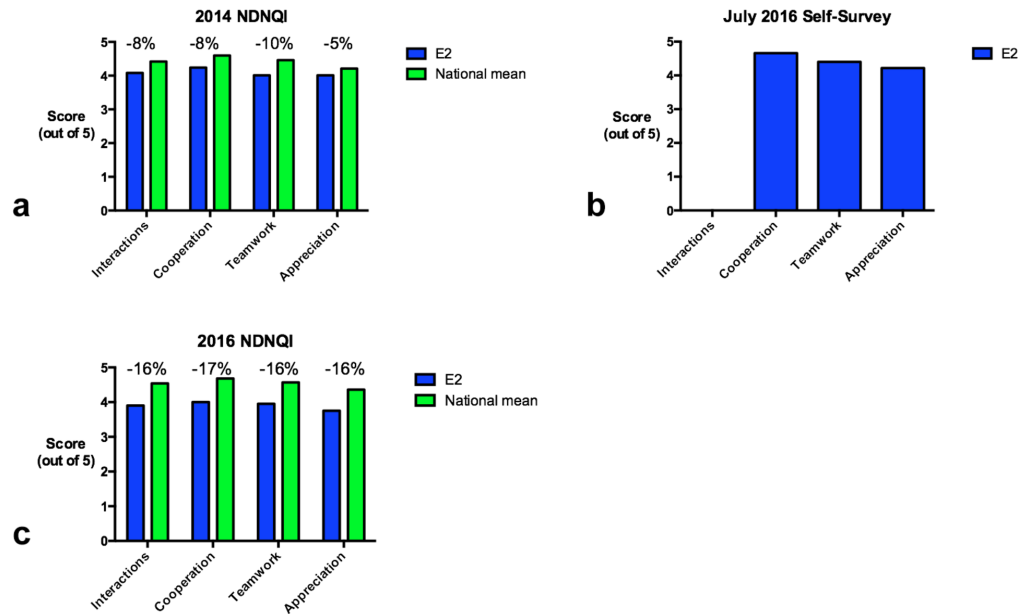 2014 NDNQI
-8% -8% -10% -5%
E2
National mean
5
4
3
2
1
0
Score
(out of 5)
Interactions
Cooperation
Teamwork
Appreciation
a
July 2016 Self-Survey
E2
5
4
3
2
1
0
Score
(out of 5)
Interactions
Cooperation
Teamwork
Appreciation
b
2016 NDNQI
-16% -17% -16% -16%
E2
National mean
5
4
3
2
1
0
Score
(out of 5)
Interactions
Cooperation
Teamwork
Appreciation
c